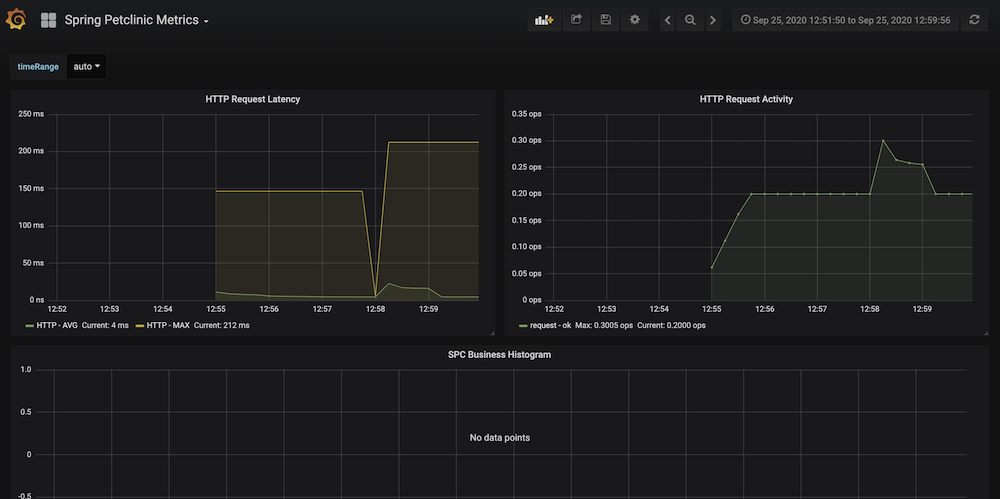 Spring Petclinic Metrics
Sep 25, 2020 12:51:50 to Sep 25, 2020 12:59:56
timeRange auto
HTTP Request Latency
250 ms
200 ms
150 ms
100 ms
50 ms
0 ns
12:52 12:53 12:54 12:55 12:56 12:57 12:58 12:59
HTTP - AVG Current: 4 ms HTTP - MAX Current: 212 ms
HTTP Request Activity
0.35 ops
0.30 ops
0.25 ops
0.20 ops
0.15 ops
0.10 ops
0.05 ops
0 ops
12:52 12:53 12:54 12:55 12:56 12:57 12:58 12:59
request - ok Max: 0.3005 ops Current: 0.2000 ops
SPC Business Histogram
1.0
0.5
No data points
0
-0.5